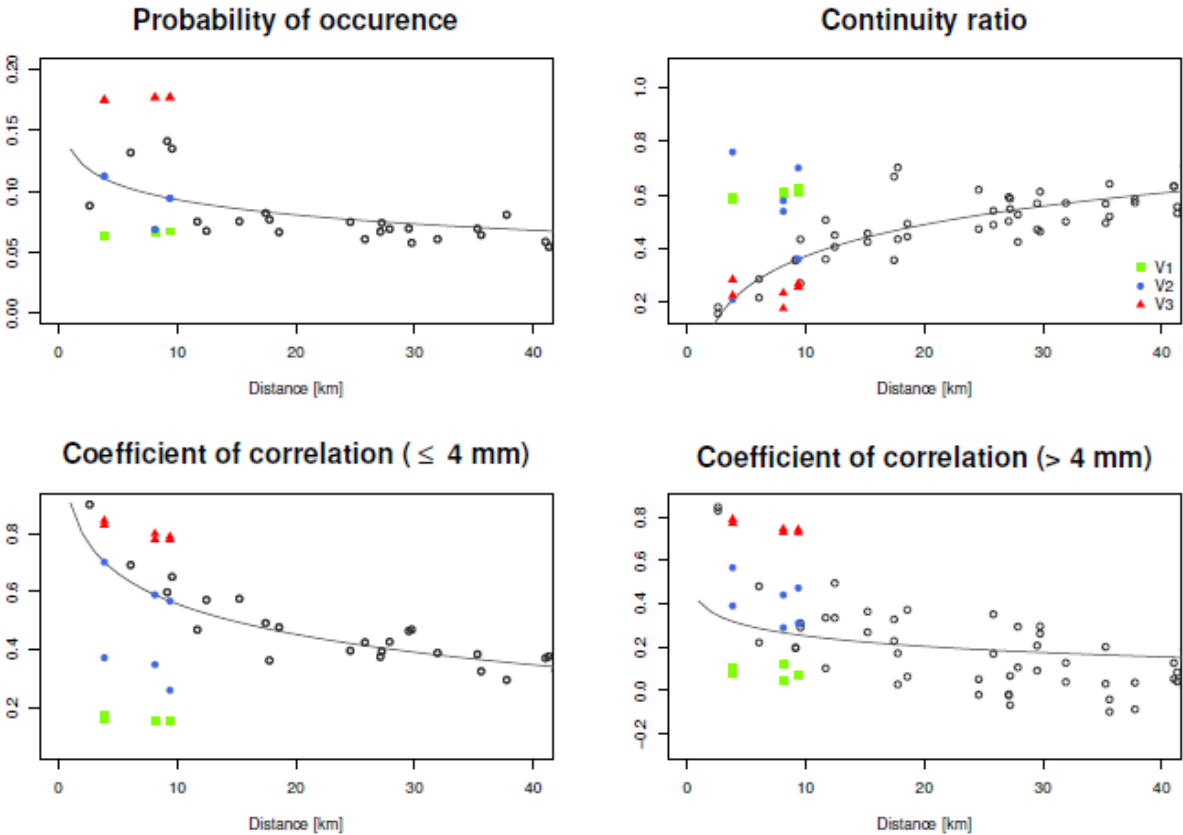 Probability of occurence
0.20
0.15
0.10
0.05
0.00
0 10 20 30 40
Distance [km]
Continuity ratio
1.0
0.8
0.6
0.4
0.2
V1
V2
V3
0 10 20 30 40
Distance [km]
Coefficient of correlation ( ≤ 4 mm)
0.8
0.6
0.4
0.2
0 10 20 30 40
Distance [km]
Coefficient of correlation (> 4 mm)
0.8
0.6
0.4
0.2
0.0
−0.2
0 10 20 30 40
Distance [km]